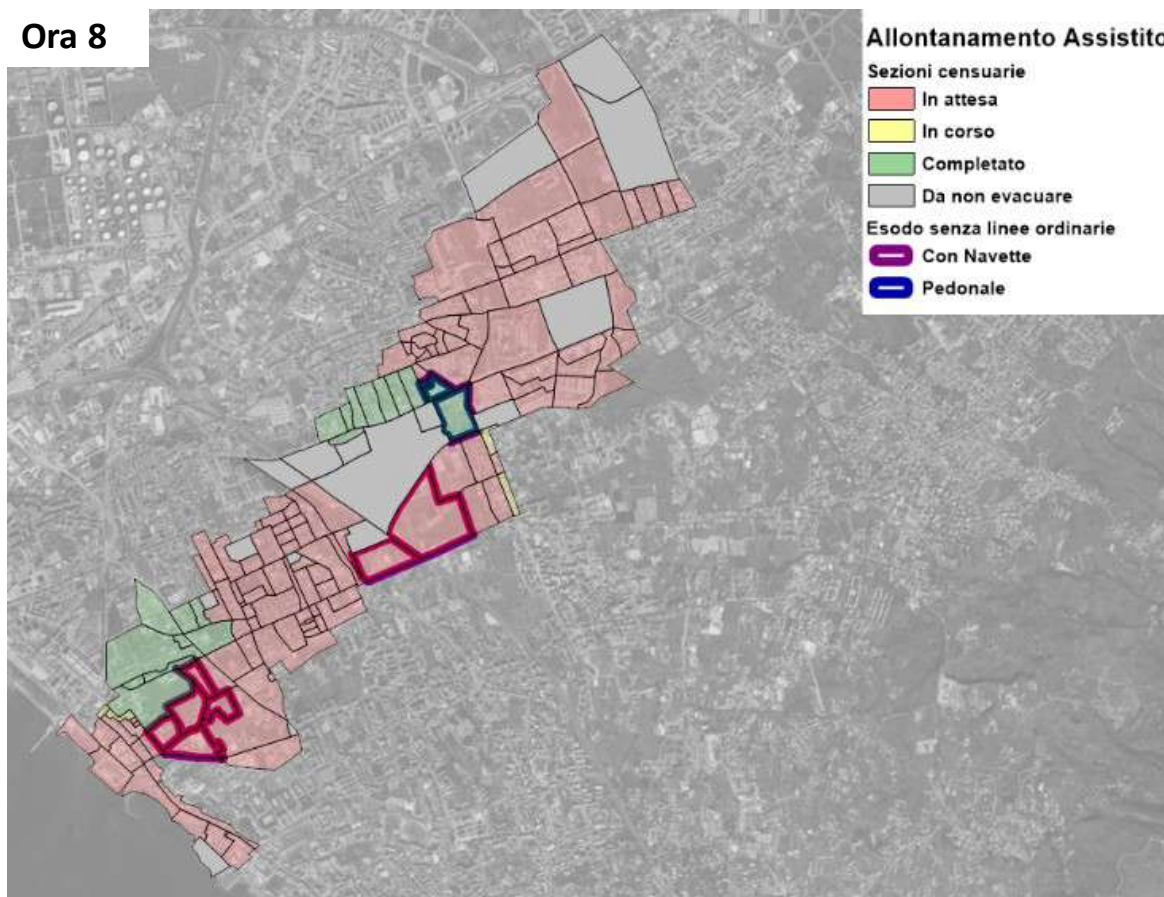 Ora 8
Allontanamento Assistito
Sezioni censuarie
In attesa
In corso
Completato
Da non evacuare
Esodo senza linee ordinarie
Con Navette
Pedonale